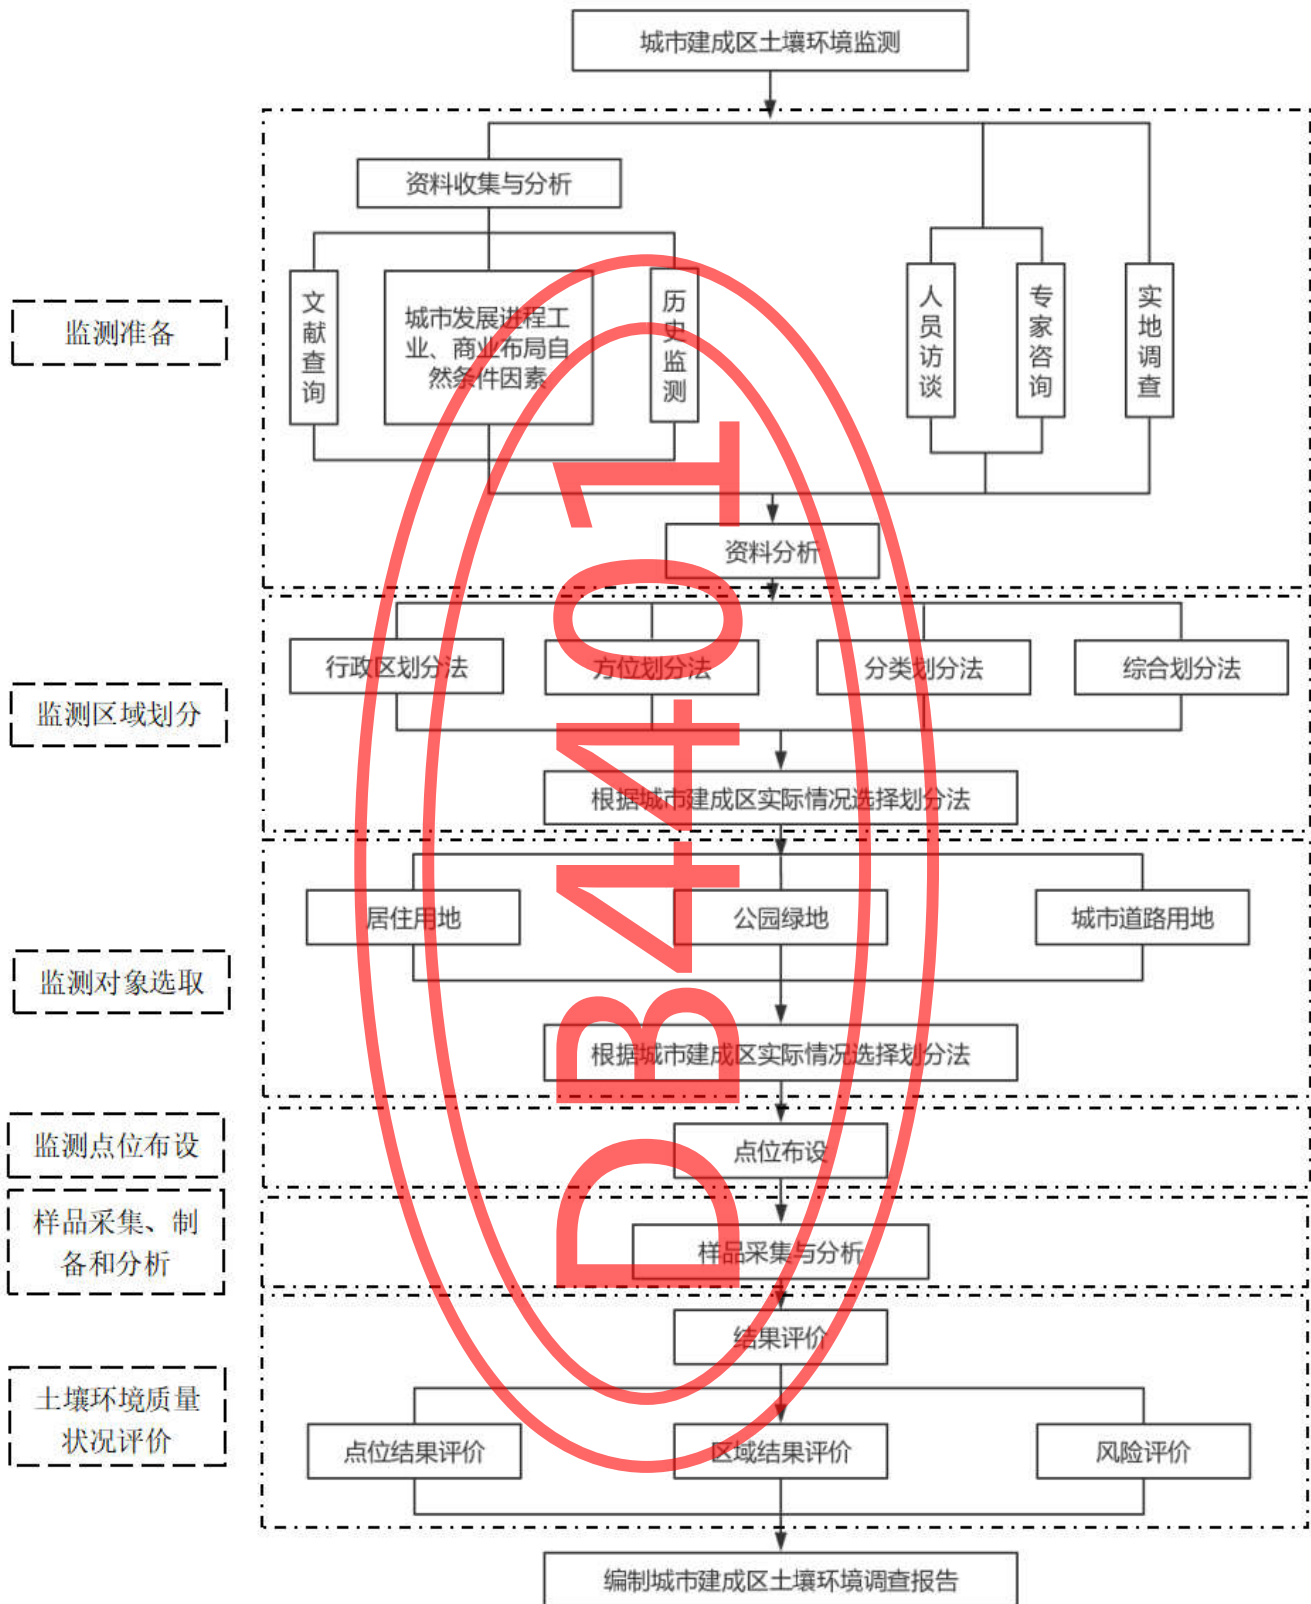 城市建成区土壤环境监测
资料收集与分析
监测准备
文献查询
城市发展进程工
业、商业布局自
然条件因素
历史监测
人员访谈
专家咨询
实地调查
资料分析
监测区域划分
行政区划分法
方位划分法
分类划分法
综合划分法
根据城市建成区实际情况选择划分法
监测对象选取
居住用地
公园绿地
城市道路用地
根据城市建成区实际情况选择划分法
监测点位布设
点位布设
样品采集、制
备和分析
样品采集与分析
土壤环境质量
状况评价
结果评价
点位结果评价
区域结果评价
风险评价
编制城市建成区土壤环境调查报告
DB4401